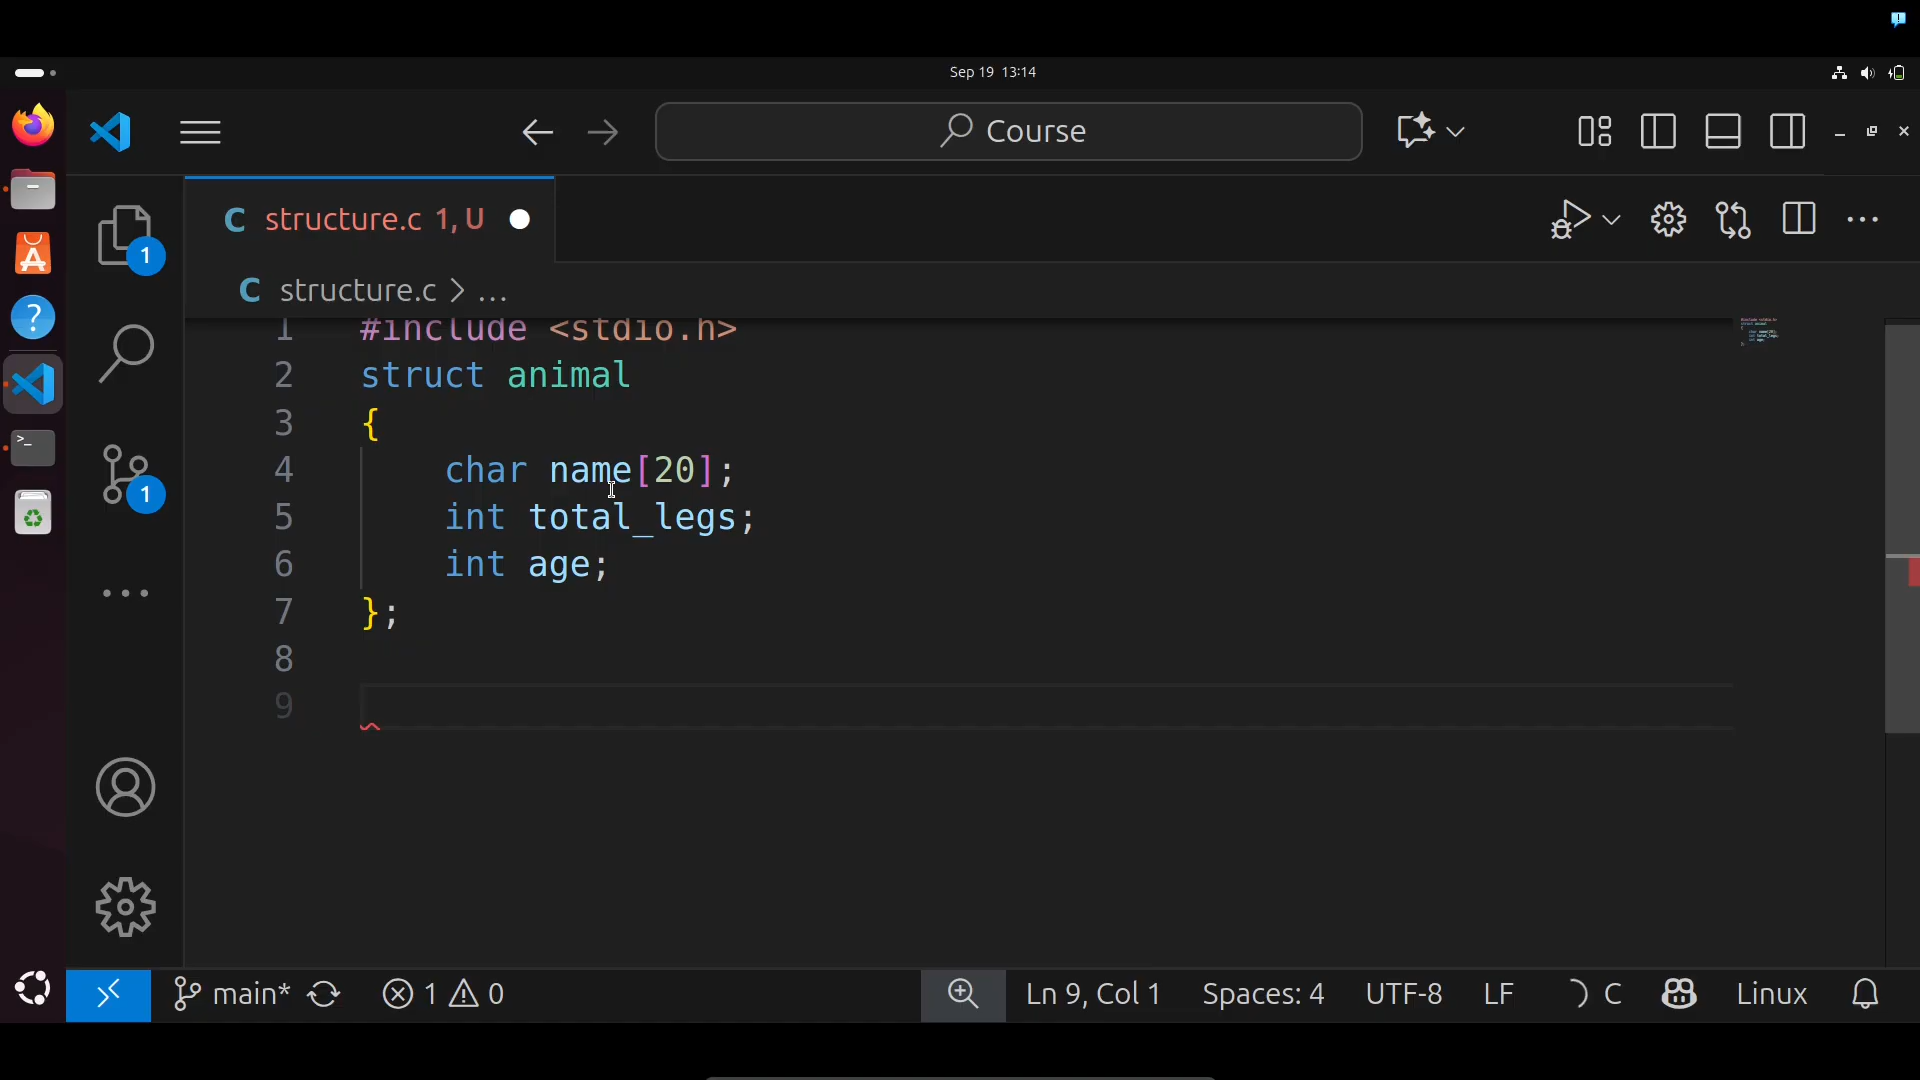 Sep 19 13:14
Course
C structure.c 1, U
1
C structure.c > ...
1 #include <stdio.h>
2 struct animal
3 {
4 char name[20];
5 int total_legs;
6 int age;
7 };
8
9
1
main* 1 0 Ln 9, Col 1 Spaces: 4 UTF-8 LF C Linux